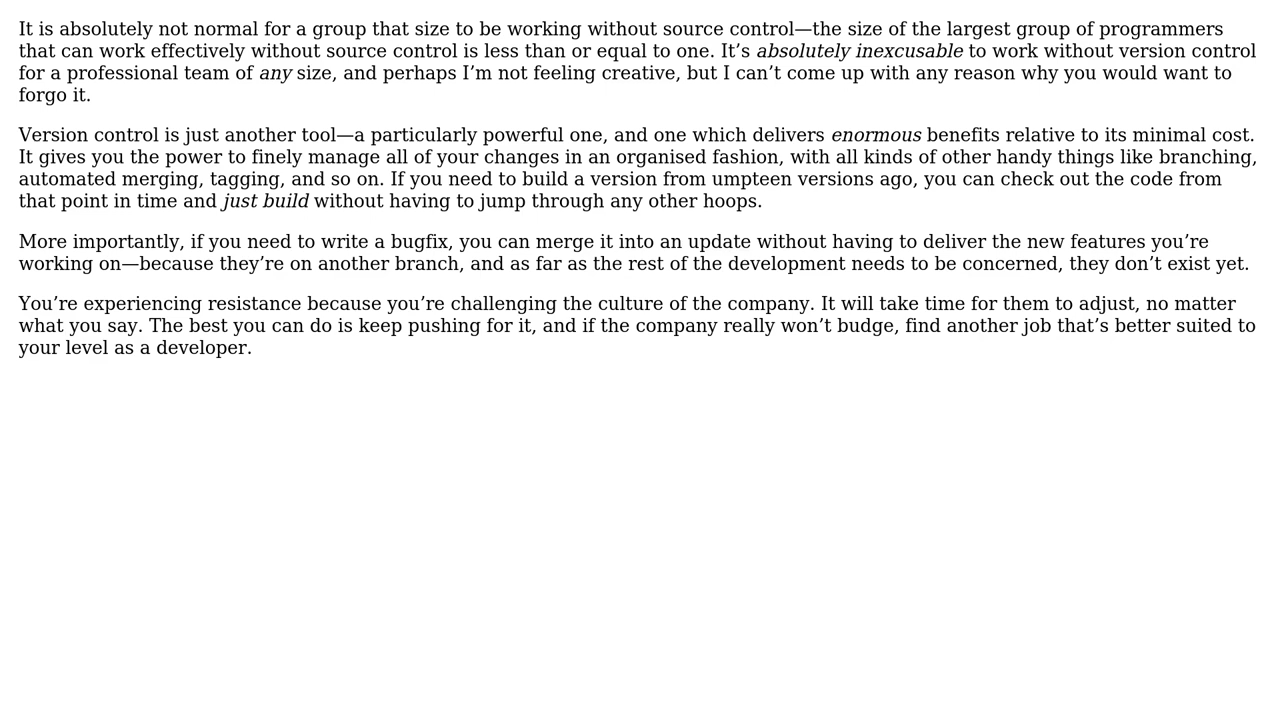 It is absolutely not normal for a group that size to be working without source control—the size of the largest group of programmers
that can work effectively without source control is less than or equal to one. It’s absolutely inexcusable to work without version control
for a professional team of any size, and perhaps I’m not feeling creative, but I can’t come up with any reason why you would want to
forgo it.
Version control is just another tool—a particularly powerful one, and one which delivers enormous benefits relative to its minimal cost.
It gives you the power to finely manage all of your changes in an organised fashion, with all kinds of other handy things like branching,
automated merging, tagging, and so on. If you need to build a version from umpteen versions ago, you can check out the code from
that point in time and just build without having to jump through any other hoops.
More importantly, if you need to write a bugfix, you can merge it into an update without having to deliver the new features you’re
working on—because they’re on another branch, and as far as the rest of the development needs to be concerned, they don’t exist yet.
You’re experiencing resistance because you’re challenging the culture of the company. It will take time for them to adjust, no matter
what you say. The best you can do is keep pushing for it, and if the company really won’t budge, find another job that’s better suited to
your level as a developer.